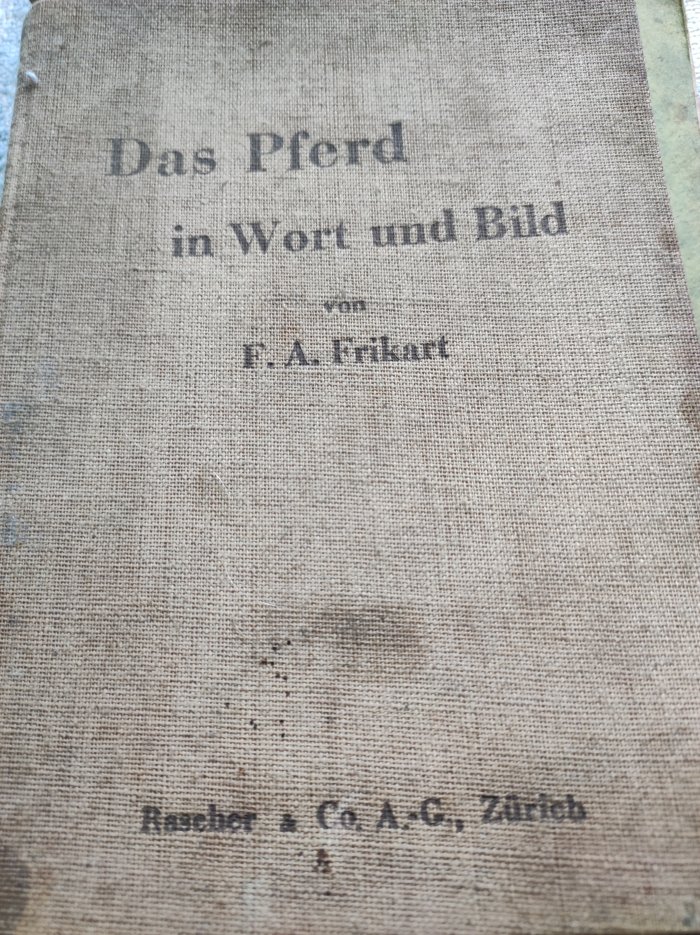 Das Pferd
in Wort und Bild
von
F. A. Frikart
Rascher & Co. A.-G., Zürich